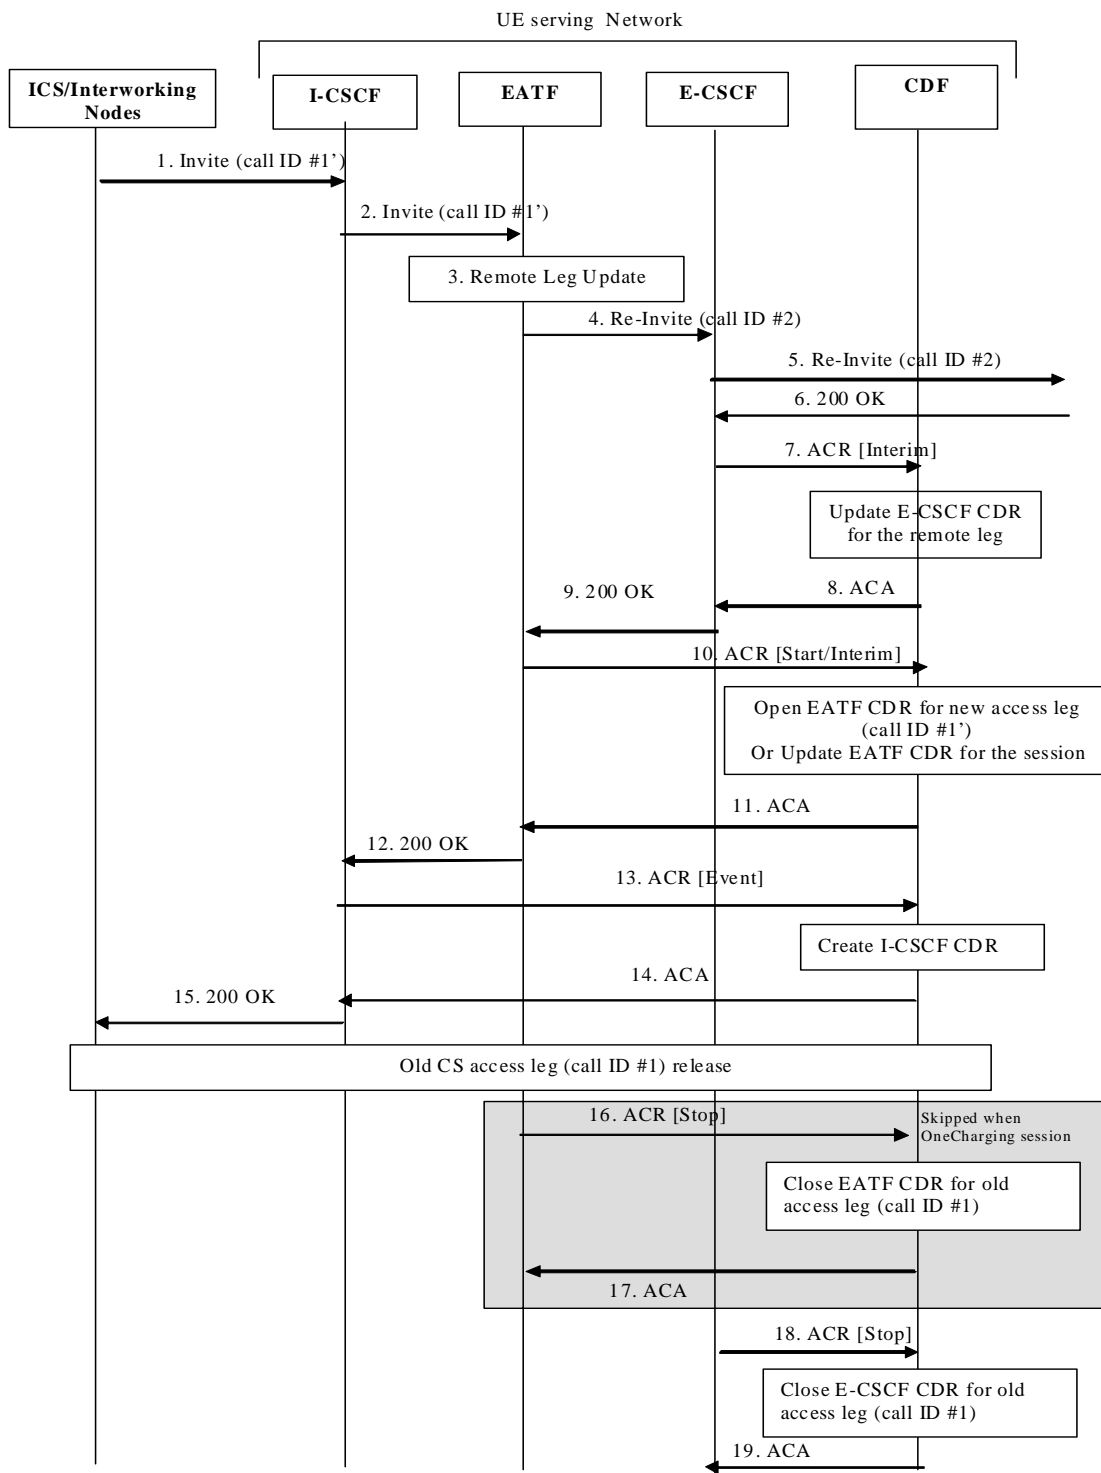 UE serving Network
ICS/Interworking
Nodes
I-CSCF
EATF
E-CSCF
CDF
1. Invite (call ID #1’)
2. Invite (call ID #1’)
3. Remote Leg Update
4. Re-Invite (call ID #2)
5. Re-Invite (call ID #2)
6. 200 OK
7. ACR [Interim]
Update E-CSCF CDR
for the remote leg
8. ACA
9. 200 OK
10. ACR [Start/Interim]
Open EATF CDR for new access leg
(call ID #1’)
Or Update EATF CDR for the session
11. ACA
12. 200 OK
13. ACR [Event]
Create I-CSCF CDR
14. ACA
15. 200 OK
Old CS access leg (call ID #1) release
16. ACR [Stop]
Skipped when
OneCharging session
Close EATF CDR for old
access leg (call ID #1)
17. ACA
18. ACR [Stop]
Close E-CSCF CDR for old
access leg (call ID #1)
19. ACA